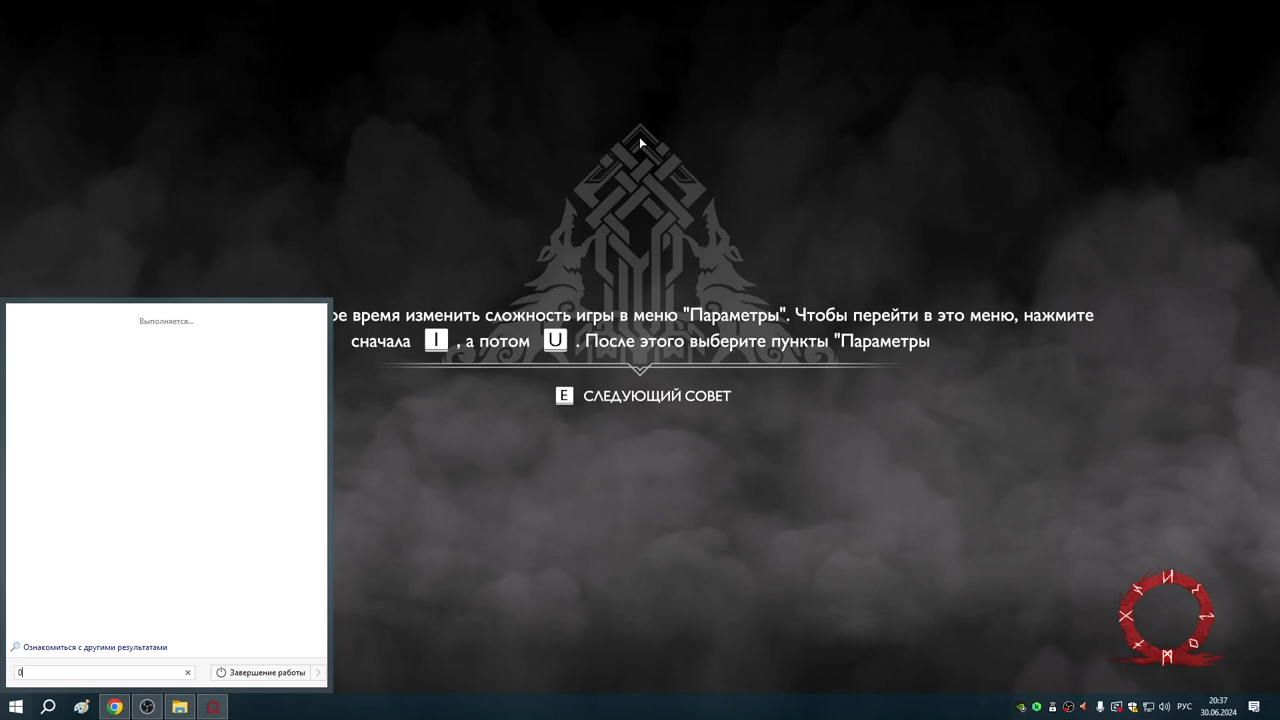 ое время изменить сложность игры в меню "Параметры". Чтобы перейти в это меню, нажмите
сначала I , а потом U . После этого выберите пункты "Параметры
E СЛЕДУЮЩИЙ СОВЕТ
Выполняется...
Ознакомиться с другими результатами
0
Завершение работы
РУС
20:37
30.06.2024